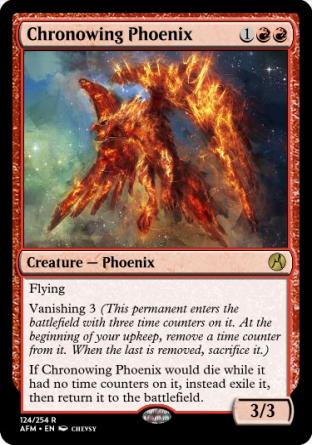 Chronowing Phoenix 1
Creature — Phoenix
Flying
Vanishing 3 (This permanent enters the
battlefield with three time counters on it. At the
beginning of your upkeep, remove a time counter
from it. When the last is removed, sacrifice it.)
If Chronowing Phoenix would die while it
had no time counters on it, instead exile it,
then return it to the battlefield.
3/3
124/254 R
AFM • EN CHEVSY